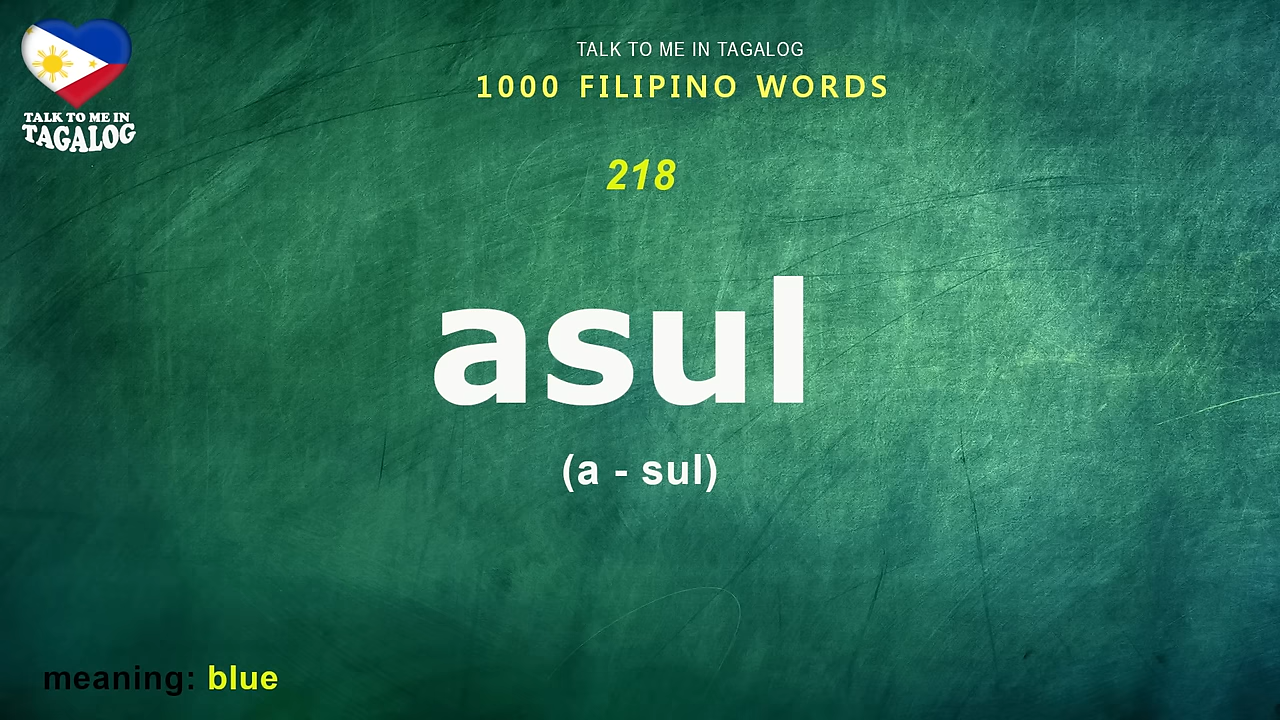 TALK TO ME IN
TAGALOG
TALK TO ME IN TAGALOG
1000 FILIPINO WORDS
218
asul
(a - sul)
meaning: blue